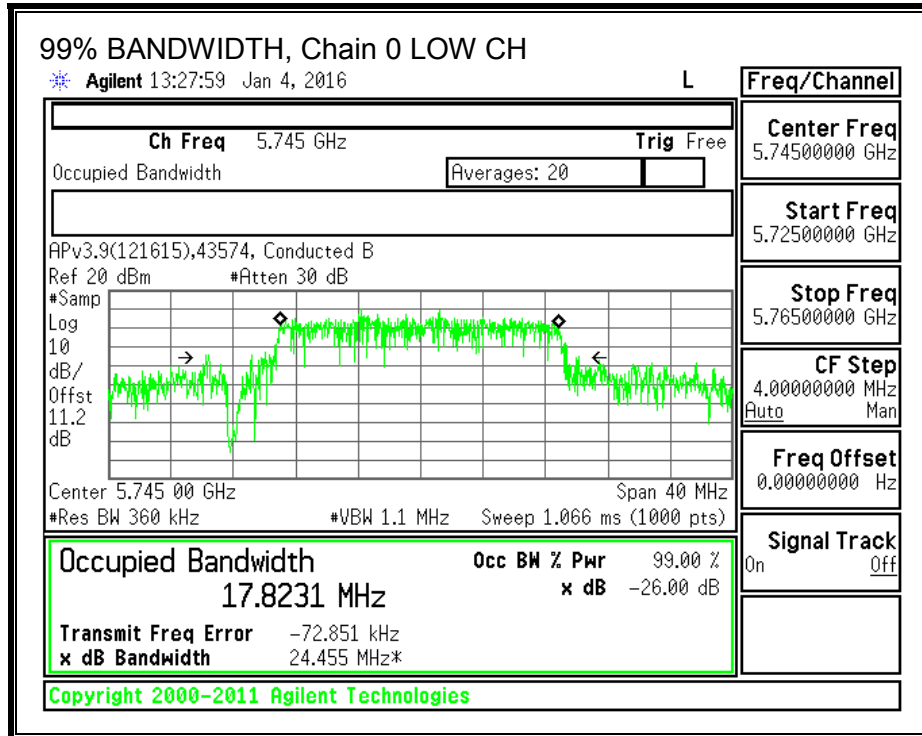 99% BANDWIDTH, Chain 0 LOW CH
Agilent 13:27:59 Jan 4, 2016 L
Freq/Channel
Ch Freq 5.745 GHz Trig Free
Occupied Bandwidth Averages: 20
APv3.9(121615),43574, Conducted B
Ref 20 dBm #Atten 30 dB
#Samp
Log
10
dB/
Offst
11.2
dB
Center 5.745 00 GHz Span 40 MHz
#Res BW 360 kHz #VBW 1.1 MHz Sweep 1.066 ms (1000 pts)
Occupied Bandwidth Occ BW % Pwr 99.00 %
17.8231 MHz x dB -26.00 dB
Transmit Freq Error -72.851 kHz
x dB Bandwidth 24.455 MHz*
Copyright 2000-2011 Agilent Technologies
Center Freq
5.74500000 GHz
Start Freq
5.72500000 GHz
Stop Freq
5.76500000 GHz
CF Step
4.00000000 MHz
Auto Man
Freq Offset
0.00000000 Hz
Signal Track
On Off